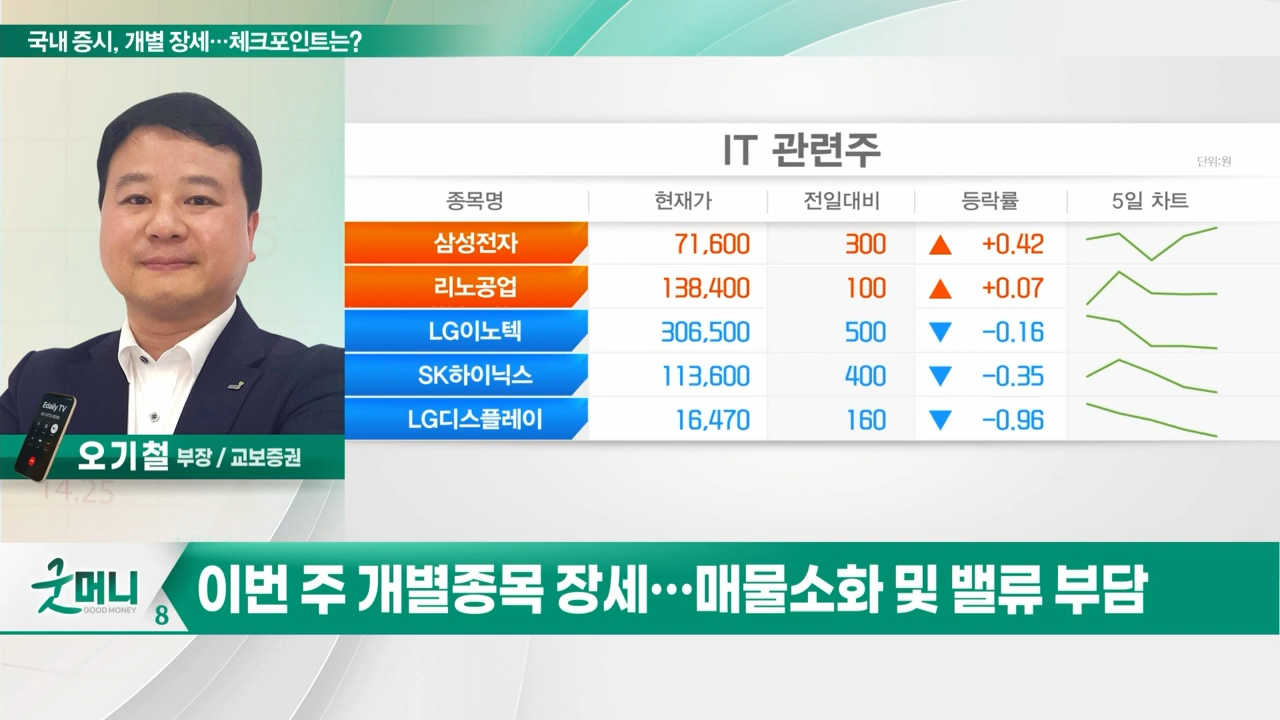 국내 증시, 개별 장세…체크포인트는?
IT 관련주
단위:원
종목명 현재가 전일대비 등락률 5일 차트
삼성전자 71,600 300 ▲ +0.42
리노공업 138,400 100 ▲ +0.07
LG이노텍 306,500 500 ▼ -0.16
SK하이닉스 113,600 400 ▼ -0.35
LG디스플레이 16,470 160 ▼ -0.96
Edaily TV
오기철 부장 / 교보증권
14.25
굿머니
GOOD MONEY
8
이번 주 개별종목 장세…매물소화 및 밸류 부담